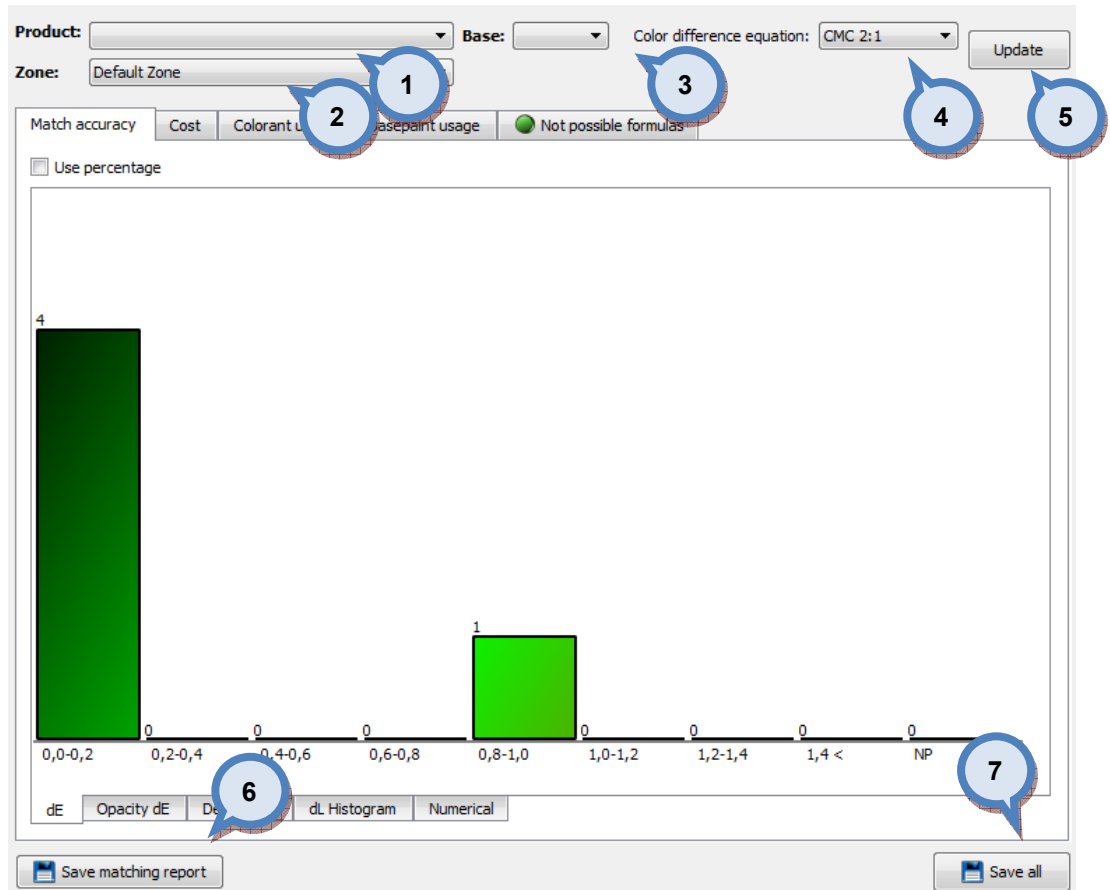 Product: Base: Color difference equation: CMC 2:1 Update
Zone: Default Zone
1 3
2 4 5
Match accuracy Cost Colorant usage Not possible formulas
Use percentage
4
1
0 0 0 0 0 0 0
0,0-0,2 0,2-0,4 0,4-0,6 0,6-0,8 0,8-1,0 1,0-1,2 1,2-1,4 1,4 < NP
6 7
dE Opacity dE dL Histogram Numerical
Save matching report Save all